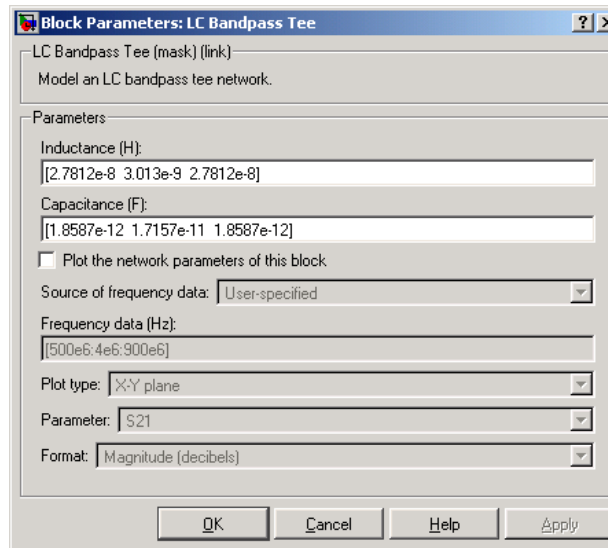 Block Parameters: LC Bandpass Tee
LC Bandpass Tee (mask) (link)
Model an LC bandpass tee network.
Parameters
Inductance (H):
[2.7812e-8 3.013e-9 2.7812e-8]
Capacitance (F):
[1.8587e-12 1.7157e-11 1.8587e-12]
Plot the network parameters of this block
Source of frequency data: User-specified
Frequency data (Hz):
[500e6:4e6:900e6]
Plot type: X-Y plane
Parameter: S21
Format: Magnitude (decibels)
OK Cancel Help Apply